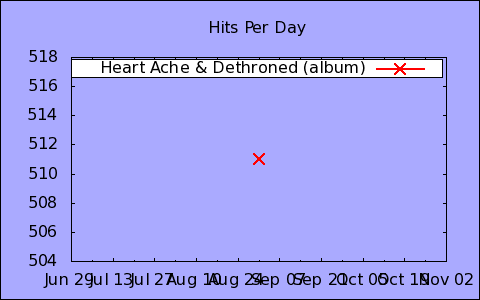 Hits Per Day
518
Heart Ache & Dethroned (album)
516
514
512
510
508
506
504
Jun 29 Jul 13 Jul 27 Aug 10 Aug 24 Sep 07 Sep 21 Oct 05 Oct 19 Nov 02